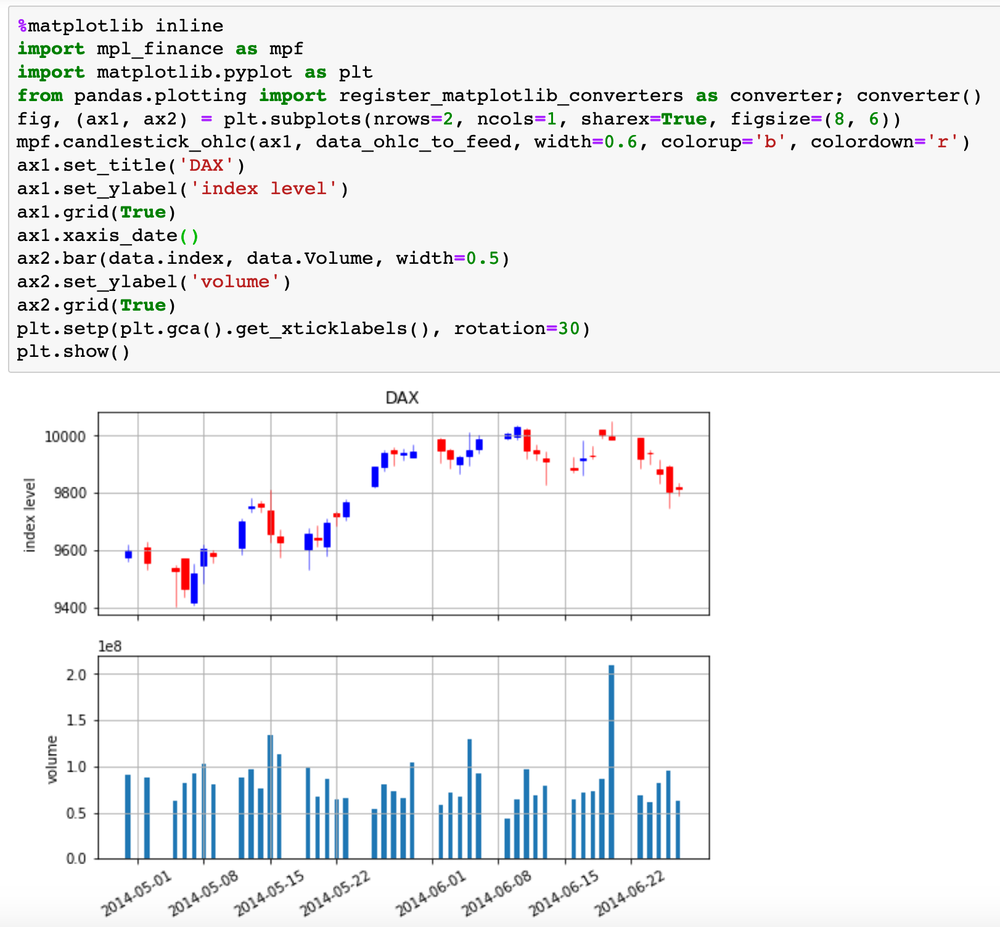 %matplotlib inline
import mpl_finance as mpf
import matplotlib.pyplot as plt
from pandas.plotting import register_matplotlib_converters as converter; converter()
fig, (ax1, ax2) = plt.subplots(nrows=2, ncols=1, sharex=True, figsize=(8, 6))
mpf.candlestick_ohlc(ax1, data_ohlc_to_feed, width=0.6, colorup='b', colordown='r')
ax1.set_title('DAX')
ax1.set_ylabel('index level')
ax1.grid(True)
ax1.xaxis_date()
ax2.bar(data.index, data.Volume, width=0.5)
ax2.set_ylabel('volume')
ax2.grid(True)
plt.setp(plt.gca().get_xticklabels(), rotation=30)
plt.show()
DAX
10000
9800
9600
9400
index level
1e8
2.0
1.5
1.0
0.5
0.0
volume
2014-05-01
2014-05-08
2014-05-15
2014-05-22
2014-06-01
2014-06-08
2014-06-15
2014-06-22